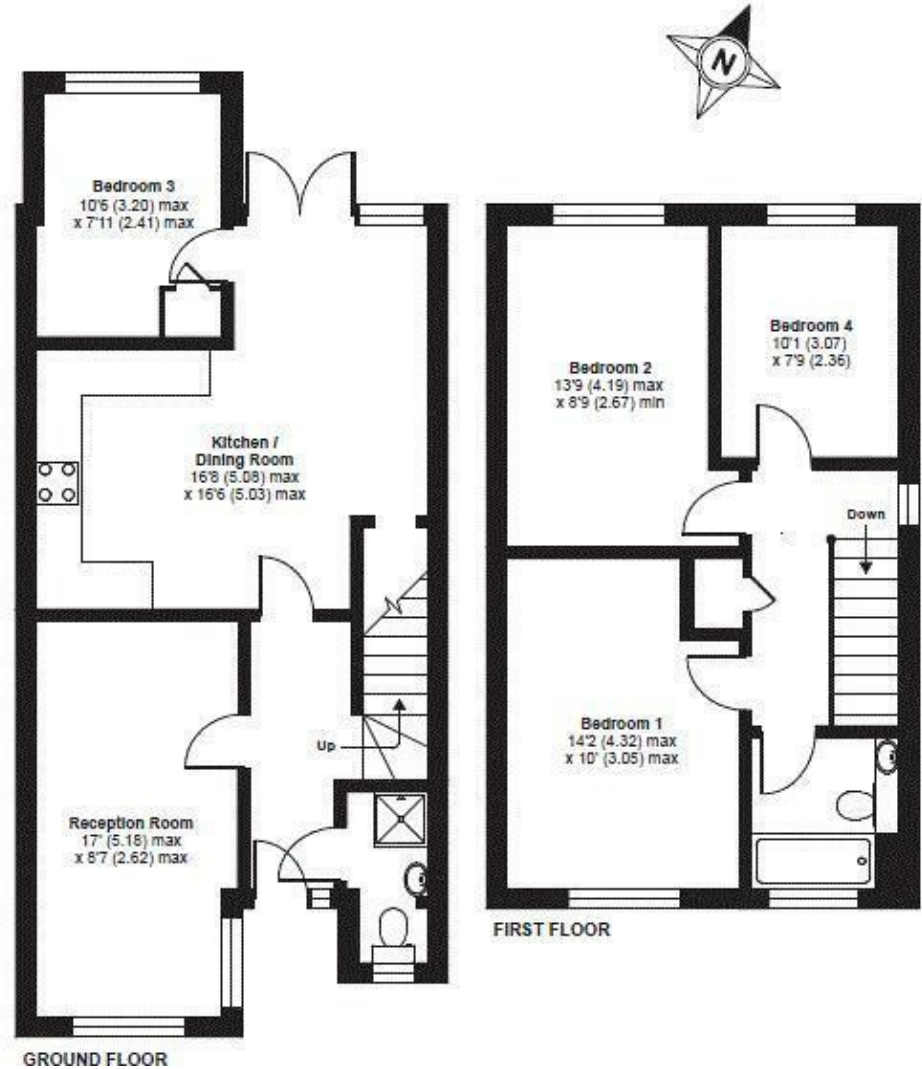 N
Bedroom 3
10'6 (3.20) max
x 7'11 (2.41) max
Kitchen /
Dining Room
16'8 (5.08) max
x 16'6 (5.03) max
Up
Reception Room
17' (5.18) max
x 8'7 (2.62) max
GROUND FLOOR
Bedroom 2
13'9 (4.19) max
x 8'9 (2.67) min
Bedroom 4
10'1 (3.07)
x 7'9 (2.36)
Down
Bedroom 1
14'2 (4.32) max
x 10' (3.05) max
FIRST FLOOR